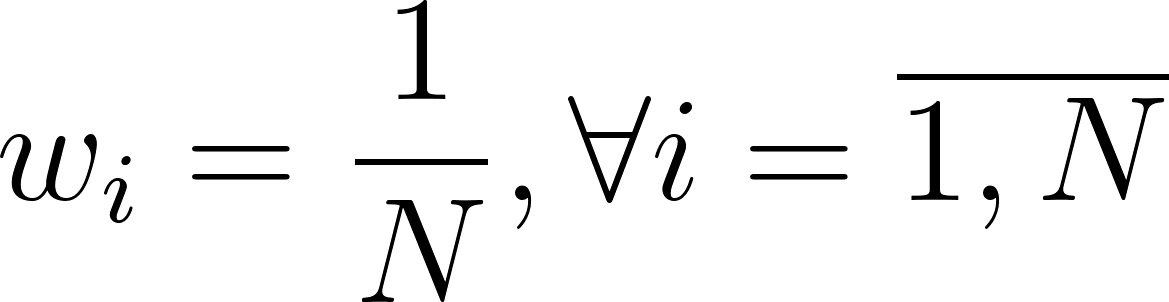 w_i = \frac{1}{N}, \forall i = \overline{1, N}